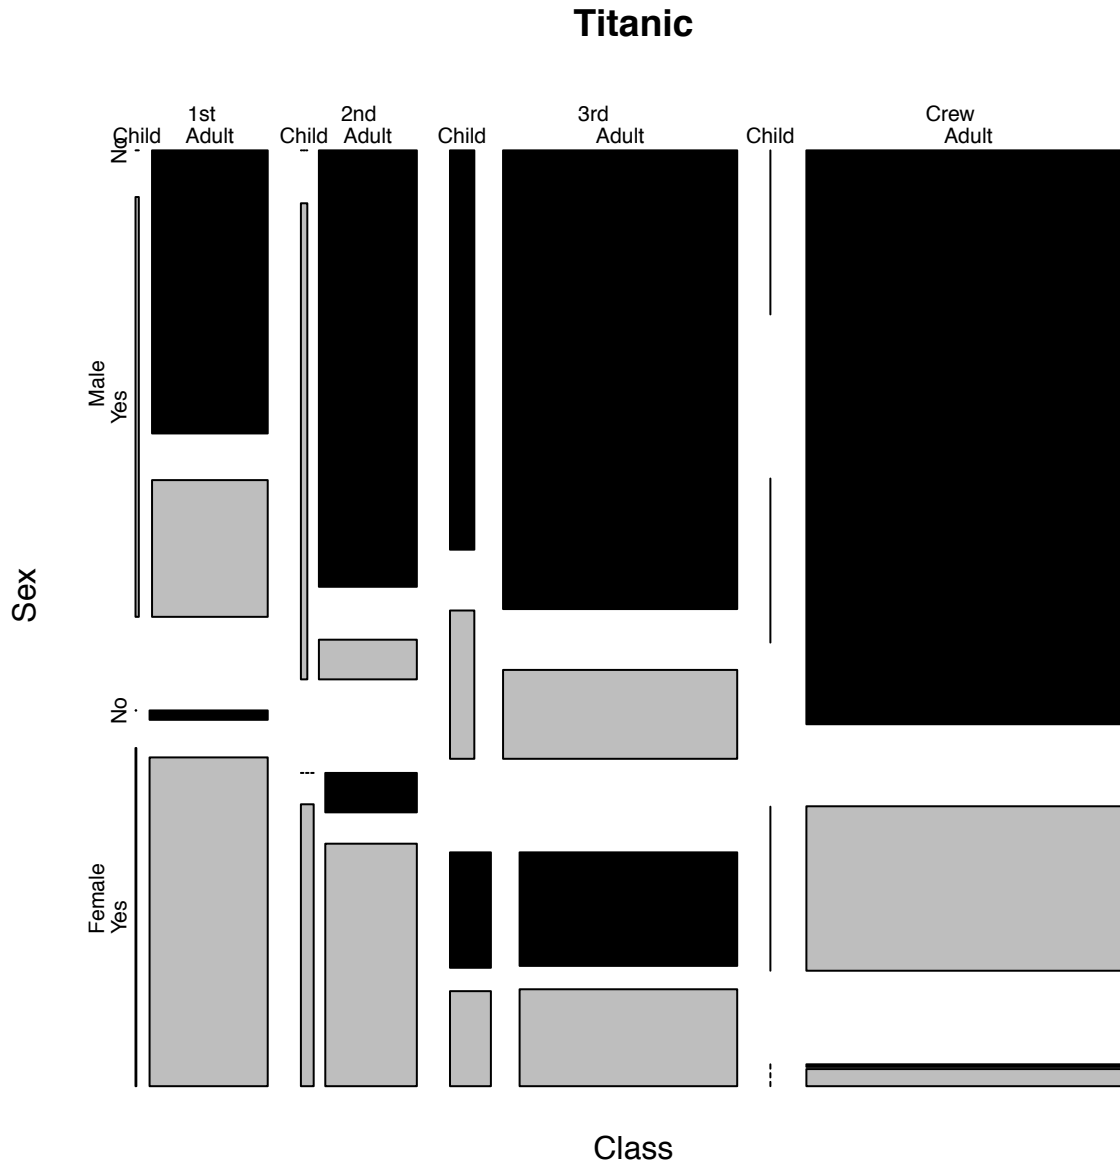 Titanic
1st 2nd 3rd Crew
Child Adult Child Adult Child Adult Child Adult
No
Male
Yes
No
Female
Yes
Sex
Class